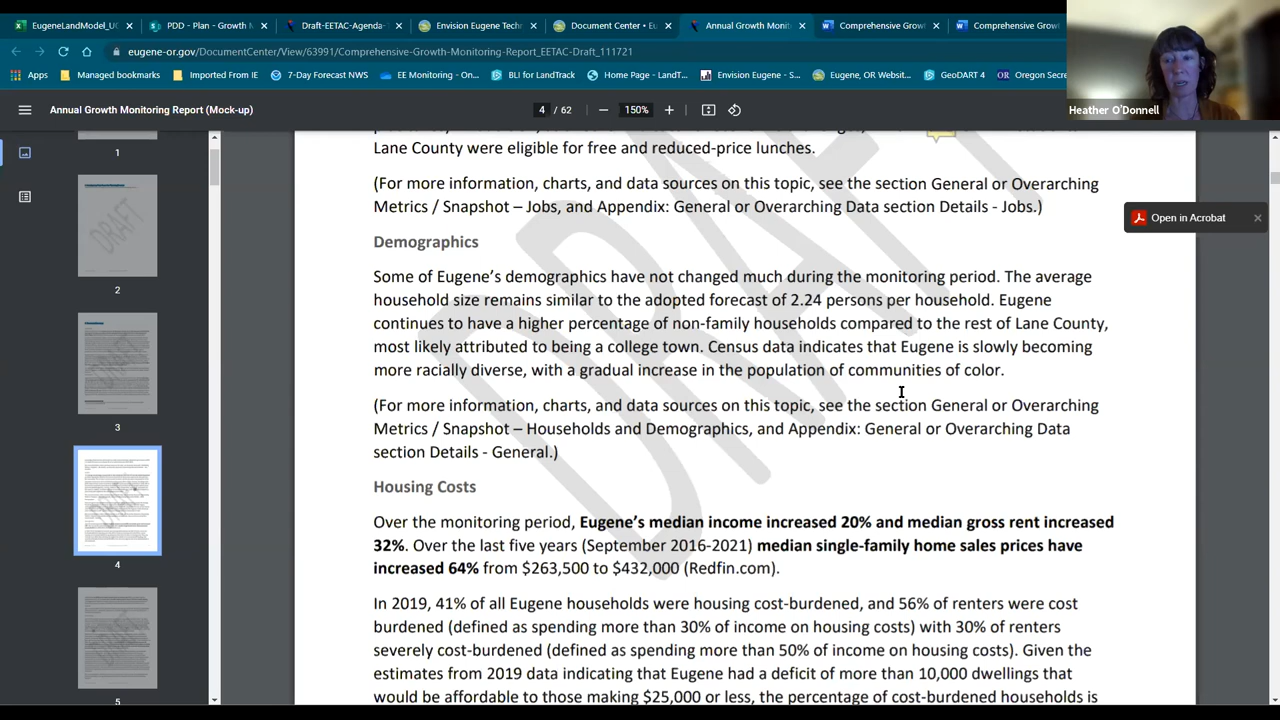 EugeneLandModel_UG
PDD - Plan - Growth M
Draft-EETAC-Agenda-
Envision Eugene Tech
Document Center • Eu
Annual Growth Monito
Comprehensive Growt
Comprehensive Growt
eugene-or.gov/DocumentCenter/View/63991/Comprehensive-Growth-Monitoring-Report_EETAC-Draft_111721
Apps
Managed bookmarks
Imported From IE
7-Day Forecast NWS
EE Monitoring - On...
BLI for LandTrack
Home Page - LandT...
Envision Eugene - S...
Eugene, OR Website...
GeoDART 4
Oregon Secre
Heather O'Donnell
Annual Growth Monitoring Report (Mock-up)
4 / 62
150%
Open in Acrobat
1
2
3
4
5
Lane County were eligible for free and reduced-price lunches.
(For more information, charts, and data sources on this topic, see the section General or Overarching
Metrics / Snapshot – Jobs, and Appendix: General or Overarching Data section Details - Jobs.)
Demographics
Some of Eugene’s demographics have not changed much during the monitoring period. The average
household size remains similar to the adopted forecast of 2.24 persons per household. Eugene
continues to have a higher percentage of non-family households compared to the rest of Lane County,
most likely attributed to being a college town. Census data indicates that Eugene is slowly becoming
more racially diverse, with a gradual increase in the population of communities of color.
(For more information, charts, and data sources on this topic, see the section General or Overarching
Metrics / Snapshot – Households and Demographics, and Appendix: General or Overarching Data
section Details - General.)
Housing Costs
Over the monitoring period, Eugene’s median income increased 20% and median gross rent increased
32%. Over the last five years (September 2016-2021) median single-family home sales prices have
increased 64% from $263,500 to $432,000 (Redfin.com).
In 2019, 41% of all Eugene households were housing cost-burdened, and 56% of renters were cost
burdened (defined as spending more than 30% of income on housing costs) with 30% of renters
severely cost-burdened (defined as spending more than 50% of income on housing costs). Given the
estimates from 2019 data indicating that Eugene had a deficit of more than 10,000 dwellings that
would be affordable to those making $25,000 or less, the percentage of cost-burdened households is
DRAFT